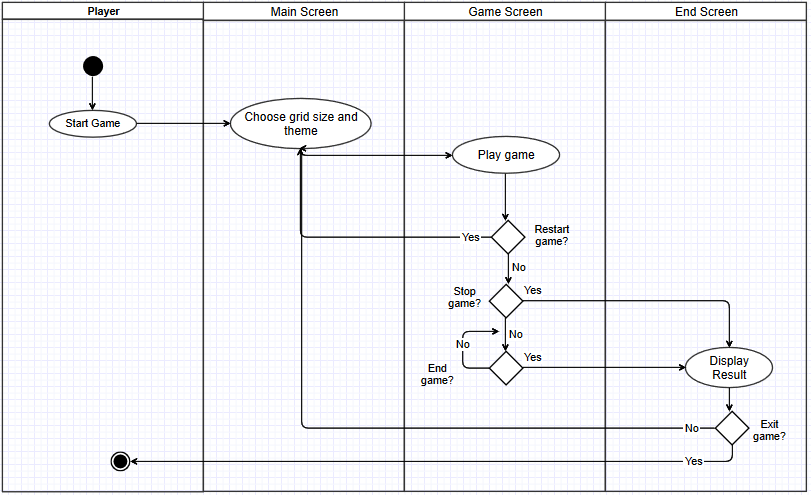 Player
Main Screen
Game Screen
End Screen
Start Game
Choose grid size and
theme
Play game
Yes
Restart
game?
No
Stop
game?
Yes
No
No
End
game?
Yes
Display
Result
No
Exit
game?
Yes